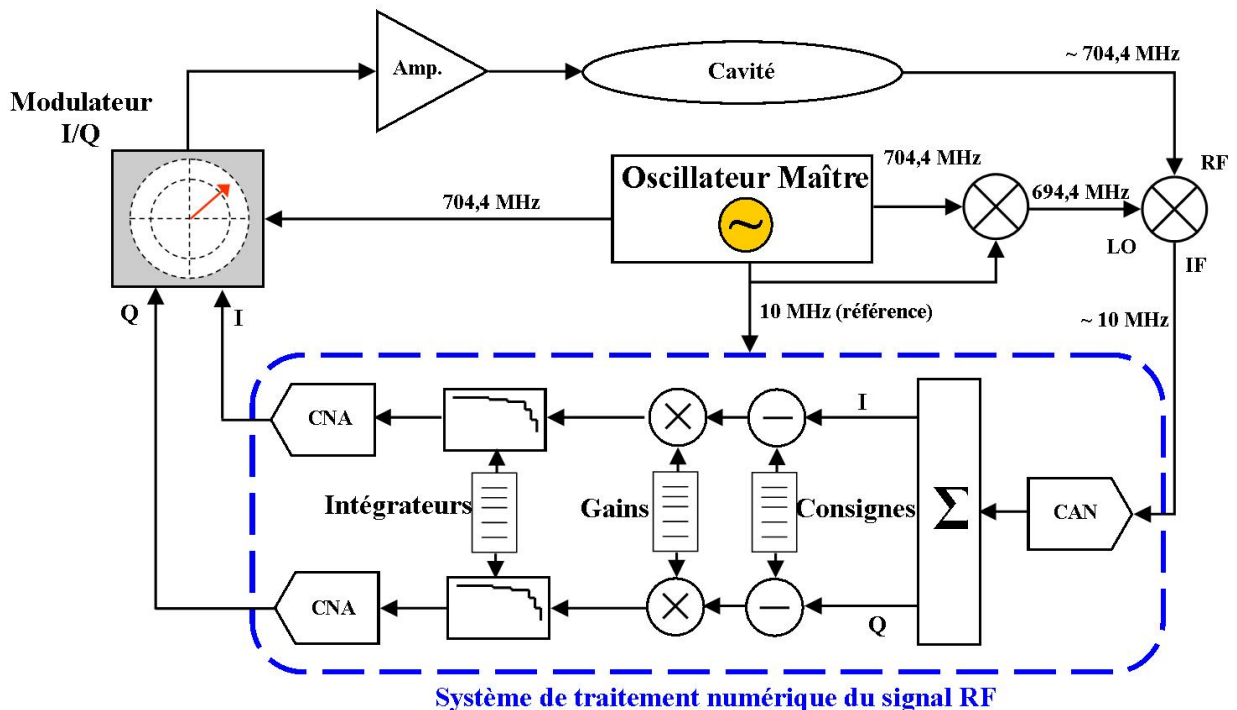 Amp.
Cavité
~ 704,4 MHz
Modulateur
I/Q
Oscillateur Maître
704,4 MHz
704,4 MHz
694,4 MHz
RF
LO
IF
Q
I
10 MHz (référence)
~ 10 MHz
CNA
I
Intégrateurs
Gains
Consignes
Σ
CAN
CNA
Q
Système de traitement numérique du signal RF